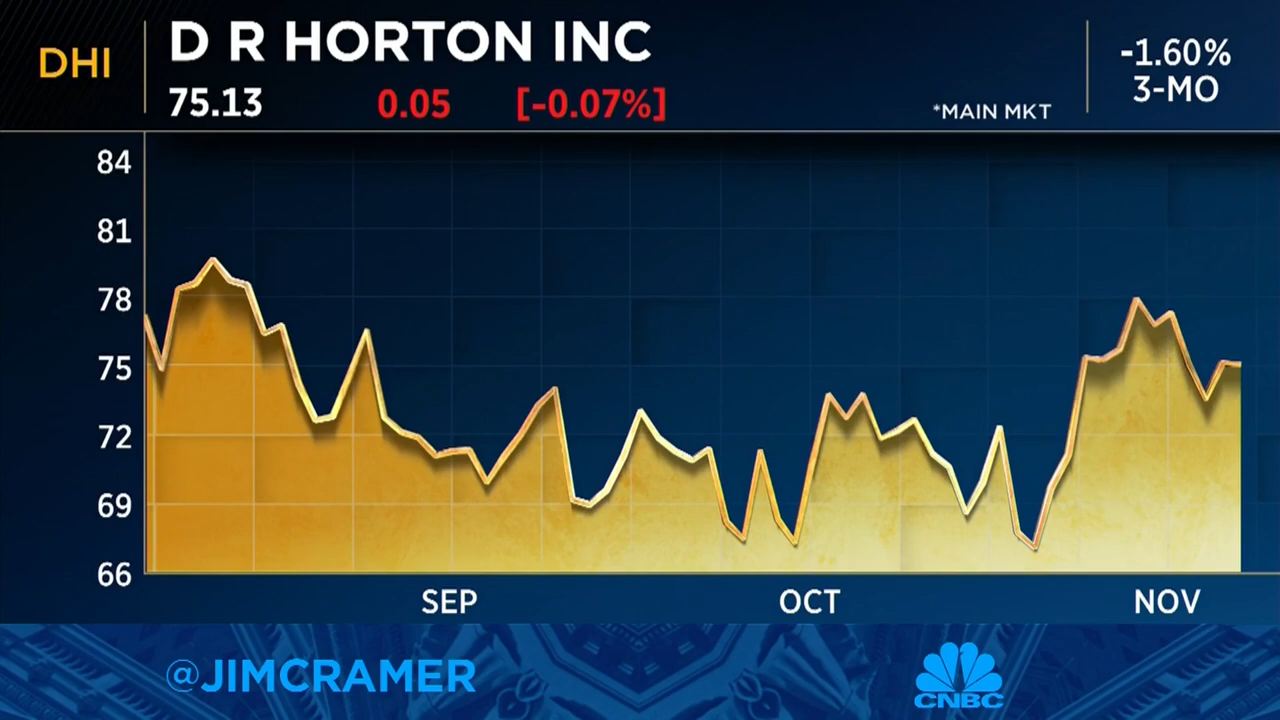 DHI
D R HORTON INC
75.13 0.05 [-0.07%]
*MAIN MKT
-1.60%
3-MO
84
81
78
75
72
69
66
SEP OCT NOV
@JIMCRAMER
CNBC